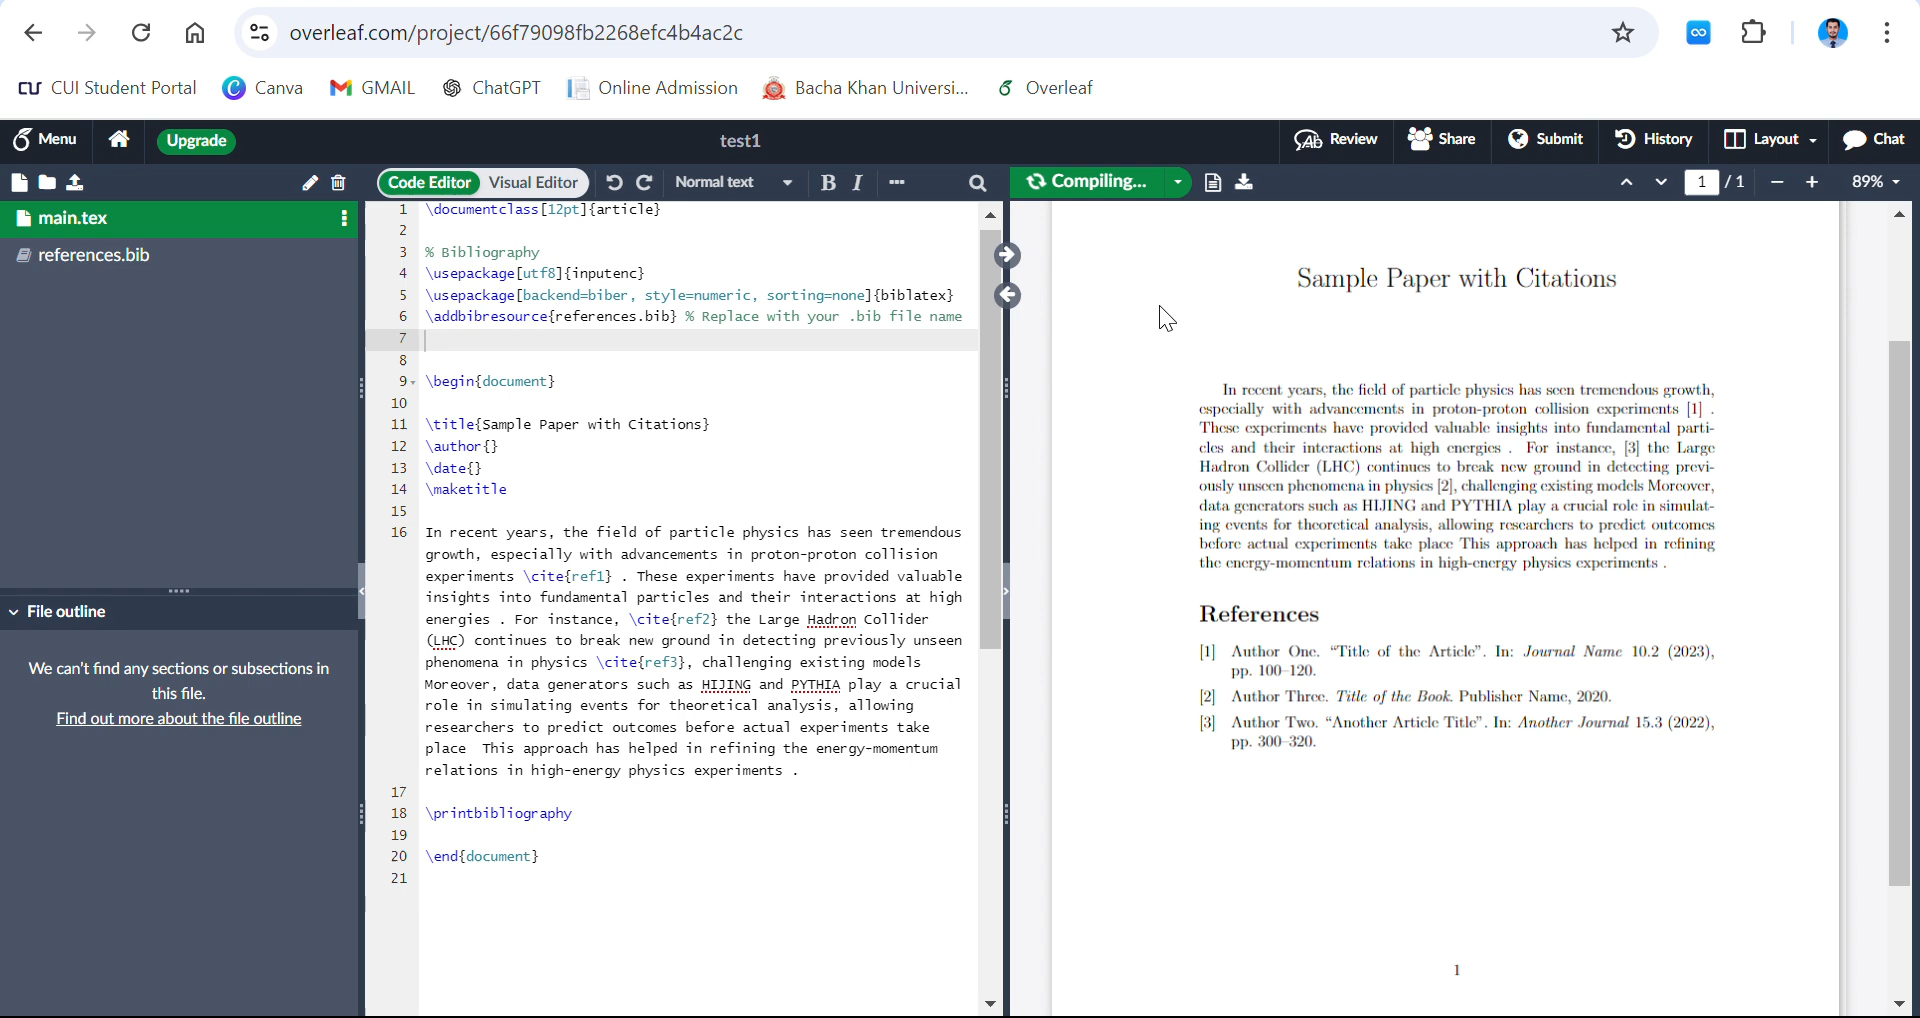 overleaf.com/project/66f79098fb2268efc4b4ac2c
CUI Student Portal Canva GMAIL ChatGPT Online Admission Bacha Khan Universi... Overleaf
Menu Upgrade test1 Review Share Submit History Layout Chat
Code Editor Visual Editor Normal text B I ••• Compiling... 1 / 1 89%
main.tex
references.bib
File outline
We can't find any sections or subsections in
this file.
Find out more about the file outline
1 \documentclass[12pt]{article}
2
3 % Bibliography
4 \usepackage[utf8]{inputenc}
5 \usepackage[backend=biber, style=numeric, sorting=none]{biblatex}
6 \addbibresource{references.bib} % Replace with your .bib file name
7
8
9 \begin{document}
10
11 \title{Sample Paper with Citations}
12 \author{}
13 \date{}
14 \maketitle
15
16 In recent years, the field of particle physics has seen tremendous
growth, especially with advancements in proton-proton collision
experiments \cite{ref1} . These experiments have provided valuable
insights into fundamental particles and their interactions at high
energies . For instance, \cite{ref2} the Large Hadron Collider
(LHC) continues to break new ground in detecting previously unseen
phenomena in physics \cite{ref3}, challenging existing models
Moreover, data generators such as HIJING and PYTHIA play a crucial
role in simulating events for theoretical analysis, allowing
researchers to predict outcomes before actual experiments take
place This approach has helped in refining the energy-momentum
relations in high-energy physics experiments .
17
18 \printbibliography
19
20 \end{document}
21
Sample Paper with Citations
In recent years, the field of particle physics has seen tremendous growth,
especially with advancements in proton-proton collision experiments [1] .
These experiments have provided valuable insights into fundamental parti-
cles and their interactions at high energies . For instance, [3] the Large
Hadron Collider (LHC) continues to break new ground in detecting previ-
ously unseen phenomena in physics [2], challenging existing models Moreover,
data generators such as HIJING and PYTHIA play a crucial role in simulat-
ing events for theoretical analysis, allowing researchers to predict outcomes
before actual experiments take place This approach has helped in refining
the energy-momentum relations in high-energy physics experiments .
References
[1] Author One. “Title of the Article”. In: Journal Name 10.2 (2023),
pp. 100–120.
[2] Author Three. Title of the Book. Publisher Name, 2020.
[3] Author Two. “Another Article Title”. In: Another Journal 15.3 (2022),
pp. 300–320.
1